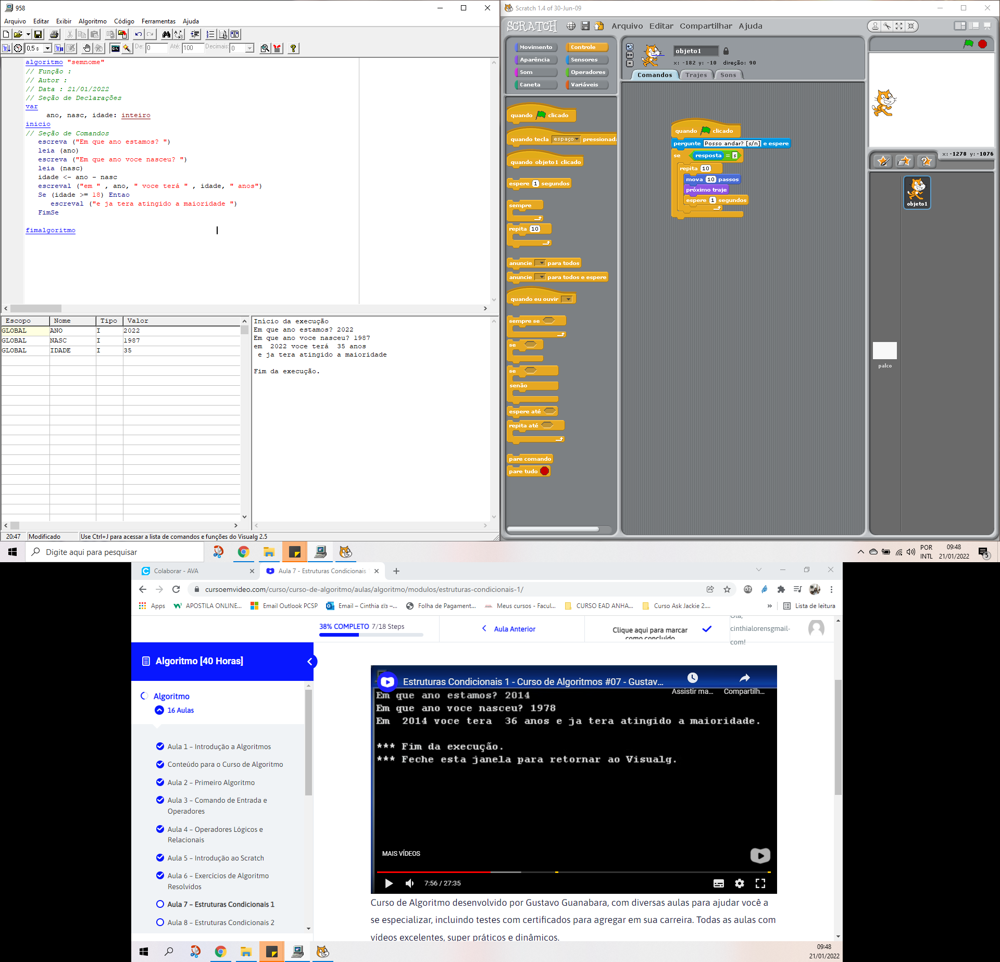 958
Arquivo Editar Exibir Algoritmo Código Ferramentas Ajuda
0,5 s De: 0 Até: 100 Decimais: 0
algoritmo "semnome"
// Função :
// Autor :
// Data : 21/01/2022
// Seção de Declarações
var
ano, nasc, idade: inteiro
inicio
// Seção de Comandos
escreva ("Em que ano estamos? ")
leia (ano)
escreva ("Em que ano voce nasceu? ")
leia (nasc)
idade <- ano - nasc
escreval ("em " , ano, " voce terá " , idade, " anos")
Se (idade >= 18) Entao
escreval ("e ja tera atingido a maioridade ")
FimSe
fimalgoritmo
Escopo Nome Tipo Valor
GLOBAL ANO I 2022
GLOBAL NASC I 1987
GLOBAL IDADE I 35
Início da execução
Em que ano estamos? 2022
Em que ano voce nasceu? 1987
em  2022 voce terá  35 anos
e ja tera atingido a maioridade
Fim da execução.
20:47 Modificado Use Ctrl+J para acessar a lista de comandos e funções do Visualg 2.5
Scratch 1.4 of 30-Jun-09
SCRATCH Arquivo Editar Compartilhar Ajuda
Movimento Controle
Aparência Sensores
Som Operadores
Caneta Variáveis
quando clicado
quando tecla espaço pressionada
quando objeto1 clicado
espere 1 segundos
sempre
repita 10
anuncie para todos
anuncie para todos e espere
quando eu ouvir
sempre se
se
se
senão
espere até
repita até
pare comando
pare tudo
objeto1
x: -182 y: -10 direção: 90
Comandos Trajes Sons
quando clicado
pergunte Posso andar? [s/n] e espere
se resposta = s
repita 10
mova 10 passos
próximo traje
espere 1 segundos
x: -1278 y: -1076
objeto1
palco
Digite aqui para pesquisar
POR
INTL
09:48
21/01/2022
5
Colaborar - AVA
Aula 7 - Estruturas Condicionais
cursoemvideo.com/curso/curso-de-algoritmo/aulas/algoritmo/modulos/estruturas-condicionais-1/
Apps APOSTILA ONLINE... Email Outlook PCSP Email – Cinthia εïз –... Folha de Pagament... Meus cursos - Facul... CURSO EAD ANHA... Curso Ask Jackie 2.... » Lista de leitura
38% COMPLETO 7/18 Steps
Aula Anterior
Clique aqui para marcar
como concluído
Olá,
cinthialorensgmail-
com!
Algoritmo [40 Horas]
Algoritmo
16 Aulas
Aula 1 – Introdução a Algoritmos
Conteúdo para o Curso de Algoritmo
Aula 2 – Primeiro Algoritmo
Aula 3 – Comando de Entrada e
Operadores
Aula 4 – Operadores Lógicos e
Relacionais
Aula 5 – Introdução ao Scratch
Aula 6 – Exercícios de Algoritmo
Resolvidos
Aula 7 – Estruturas Condicionais 1
Aula 8 – Estruturas Condicionais 2
Estruturas Condicionais 1 - Curso de Algoritmos #07 - Gustav...
Assistir ma... Compartilh...
Em que ano estamos? 2014
Em que ano voce nasceu? 1978
Em  2014 voce tera  36 anos e ja tera atingido a maioridade.
*** Fim da execução.
*** Feche esta janela para retornar ao Visualg.
MAIS VÍDEOS
7:56 / 27:35
Curso de Algoritmo desenvolvido por Gustavo Guanabara, com diversas aulas para ajudar você a
se especializar, incluindo testes com certificados para agregar em sua carreira. Todas as aulas com
vídeos excelentes, super práticos e dinâmicos.
09:48
21/01/2022